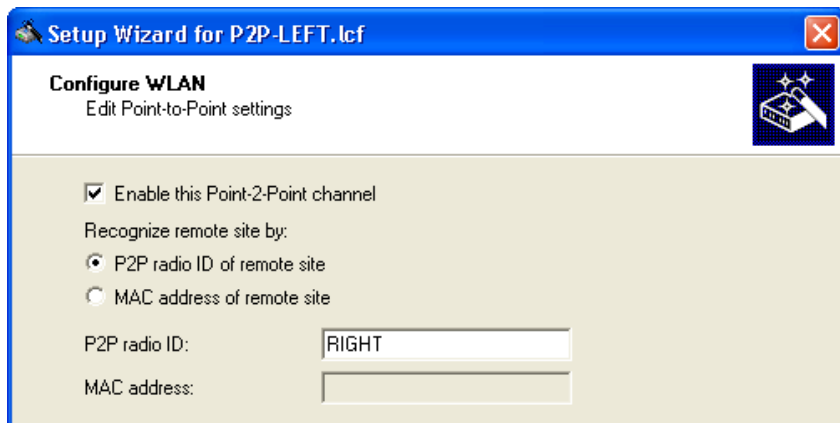 Setup Wizard for P2P-LEFT.lcf
Configure WLAN
Edit Point-to-Point settings
Enable this Point-2-Point channel
Recognize remote site by:
P2P radio ID of remote site
MAC address of remote site
P2P radio ID: RIGHT
MAC address: